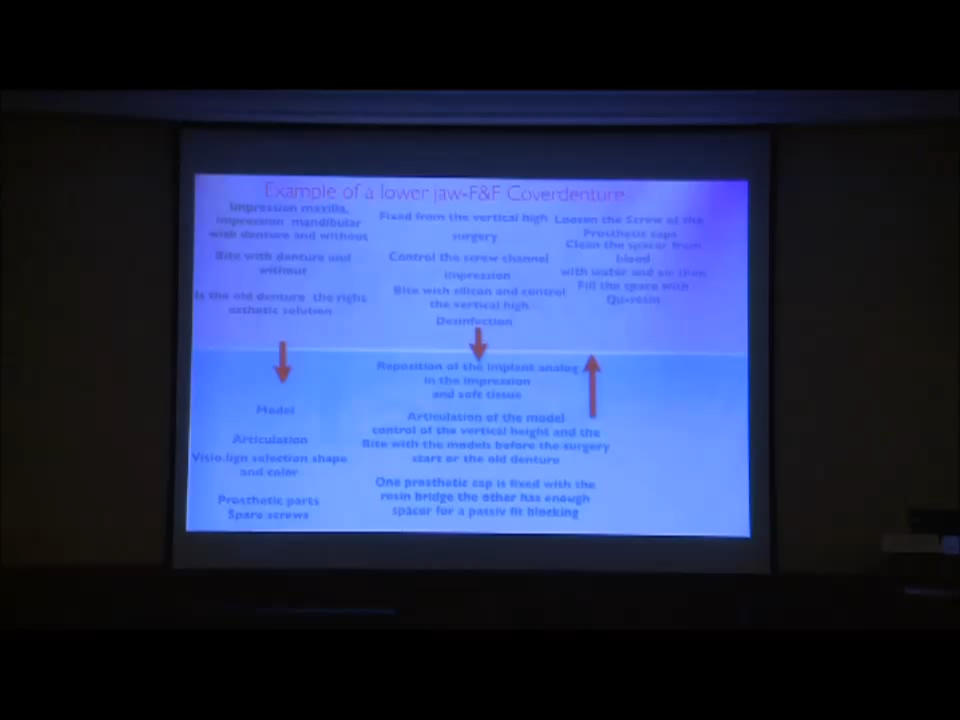 Example of a lower jaw-F&F Coverdenture
Impression maxilla,
impression mandibular
with denture and without
Bite with denture and
without
Is the old denture the right
esthetic solution
Fixed from the vertical high
surgery
Control the screw channel
impression
Bite with silicon and control
the vertical high
Desinfection
Loosen the Screw of the
Prosthetic caps
Clean the spacer from
blood
with water and air then
Fill the space with
Qu-resin
Model
Articulation
Visio.lign selection shape
and color
Prosthetic parts
Spare screws
Reposition of the implant analog
in the impression
and soft tissue
Articulation of the model
control of the vertical height and the
Bite with the models before the surgery
start or the old denture
One prosthetic cap is fixed with the
resin bridge the other has enough
spacer for a passiv fit blocking